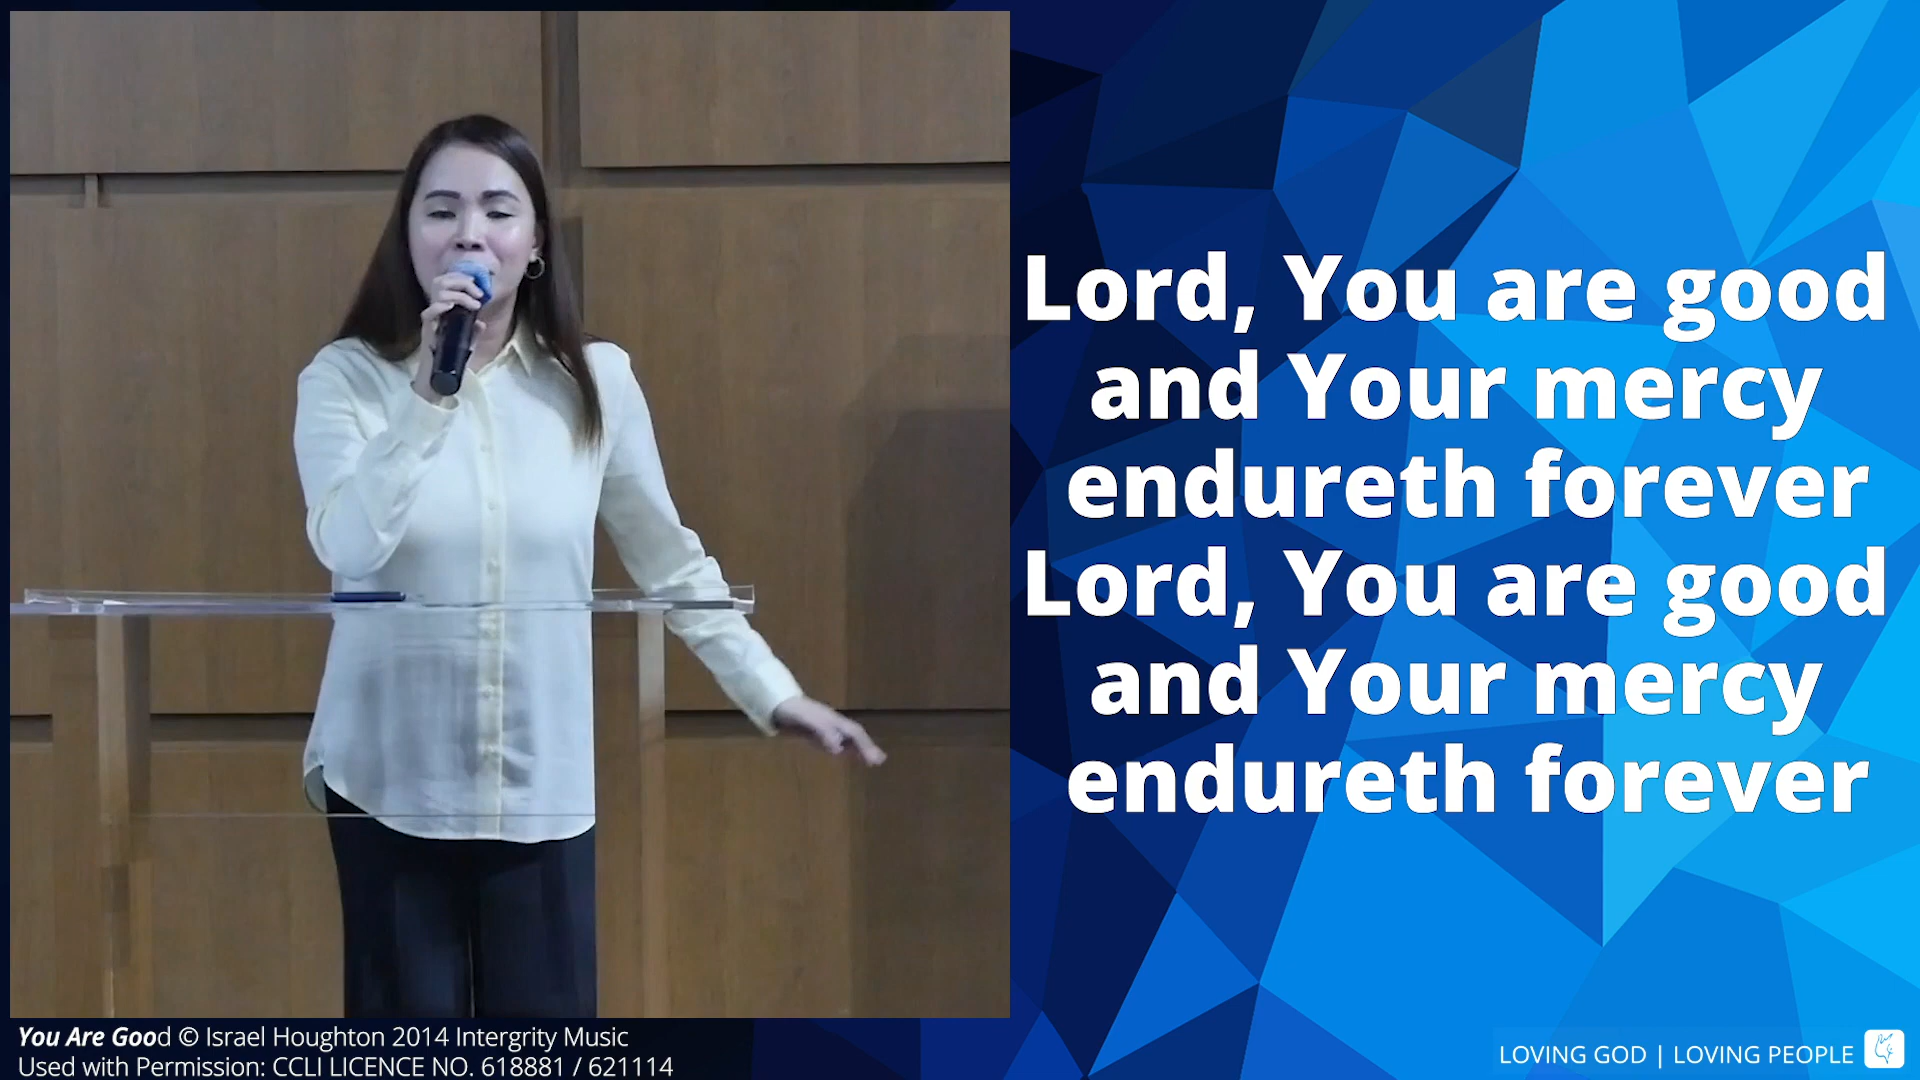 Lord, You are good
and Your mercy
endureth forever
Lord, You are good
and Your mercy
endureth forever
You Are Good © Israel Houghton 2014 Intergrity Music
Used with Permission: CCLI LICENCE NO. 618881 / 621114
LOVING GOD | LOVING PEOPLE